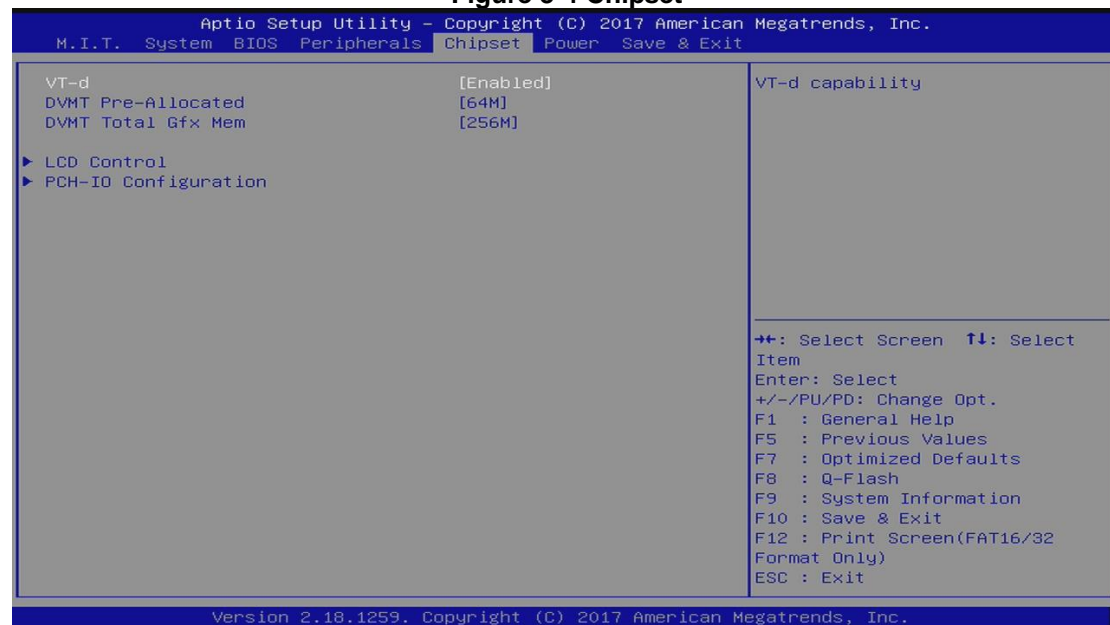 Aptio Setup Utility – Copyright (C) 2017 American Megatrends, Inc.
M.I.T. System BIOS Peripherals Chipset Power Save & Exit
VT-d [Enabled]
DVMT Pre-Allocated [64M]
DVMT Total Gfx Mem [256M]
▶ LCD Control
▶ PCH-IO Configuration
VT-d capability
→←: Select Screen ↑↓: Select
Item
Enter: Select
+/-/PU/PD: Change Opt.
F1 : General Help
F5 : Previous Values
F7 : Optimized Defaults
F8 : Q-Flash
F9 : System Information
F10 : Save & Exit
F12 : Print Screen(FAT16/32
Format Only)
ESC : Exit
Version 2.18.1259. Copyright (C) 2017 American Megatrends, Inc.